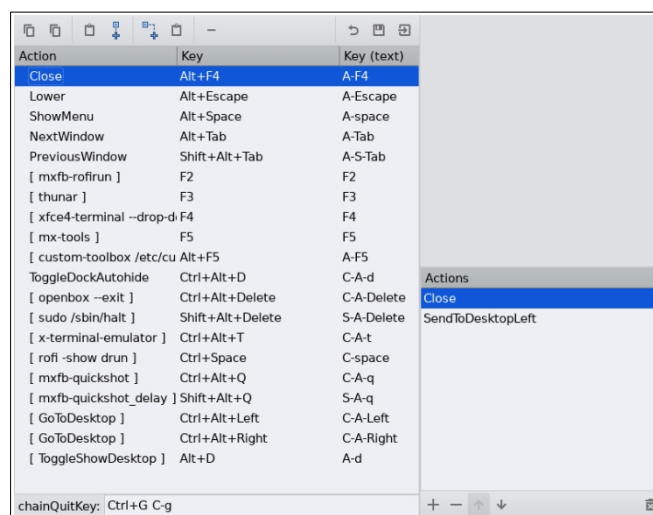 Action Key Key (text)
Close Alt+F4 A-F4
Lower Alt+Escape A-Escape
ShowMenu Alt+Space A-space
NextWindow Alt+Tab A-Tab
PreviousWindow Shift+Alt+Tab A-S-Tab
[ mxfb-rofirun ] F2 F2
[ thunar ] F3 F3
[ xfce4-terminal --drop-d F4 F4
[ mx-tools ] F5 F5
[ custom-toolbox /etc/cu Alt+F5 A-F5
ToggleDockAutohide Ctrl+Alt+D C-A-d
[ openbox --exit ] Ctrl+Alt+Delete C-A-Delete
[ sudo /sbin/halt ] Shift+Alt+Delete S-A-Delete
[ x-terminal-emulator ] Ctrl+Alt+T C-A-t
[ rofi -show drun ] Ctrl+Space C-space
[ mxfb-quickshot ] Ctrl+Alt+Q C-A-q
[ mxfb-quickshot_delay ] Shift+Alt+Q S-A-q
[ GoToDesktop ] Ctrl+Alt+Left C-A-Left
[ GoToDesktop ] Ctrl+Alt+Right C-A-Right
[ ToggleShowDesktop ] Alt+D A-d
chainQuitKey: Ctrl+G C-g
Actions
Close
SendToDesktopLeft